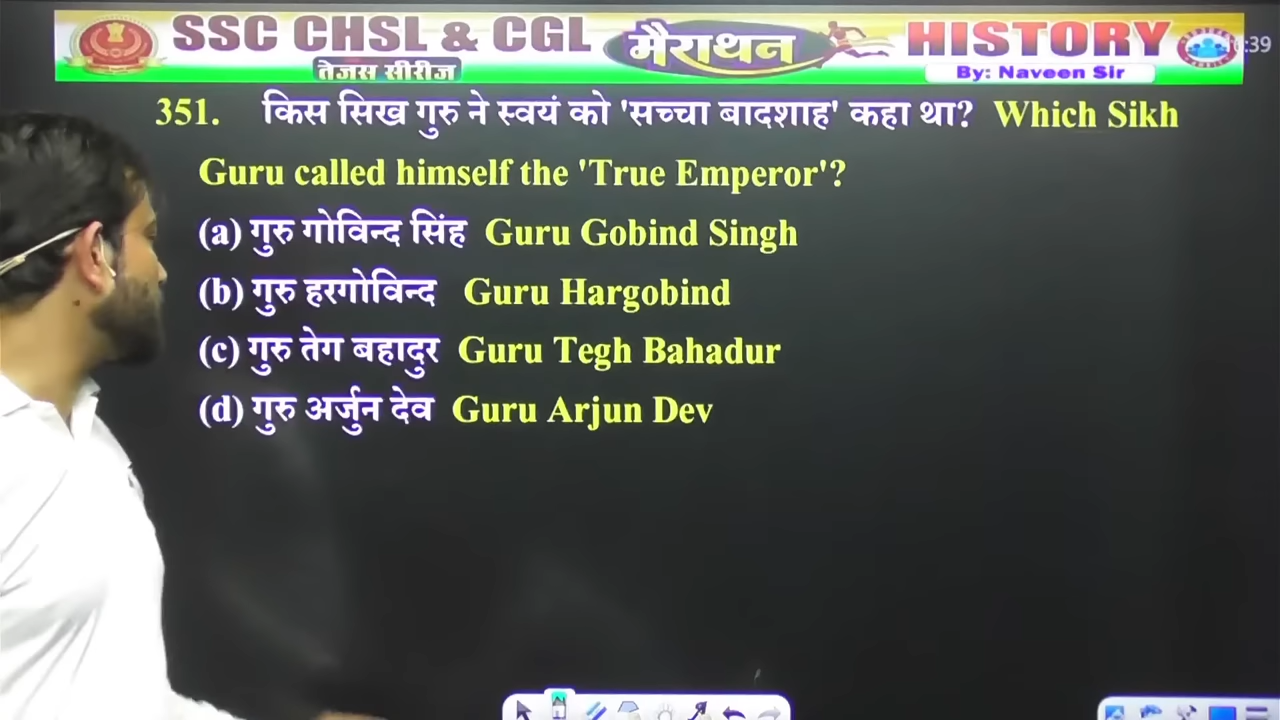 SSC CHSL & CGL मैराथन HISTORY
तेजस सीरीज By: Naveen Sir
:39
351. किस सिख गुरु ने स्वयं को 'सच्चा बादशाह' कहा था? Which Sikh
Guru called himself the 'True Emperor'?
(a) गुरु गोविन्द सिंह Guru Gobind Singh
(b) गुरु हरगोविन्द Guru Hargobind
(c) गुरु तेग बहादुर Guru Tegh Bahadur
(d) गुरु अर्जुन देव Guru Arjun Dev